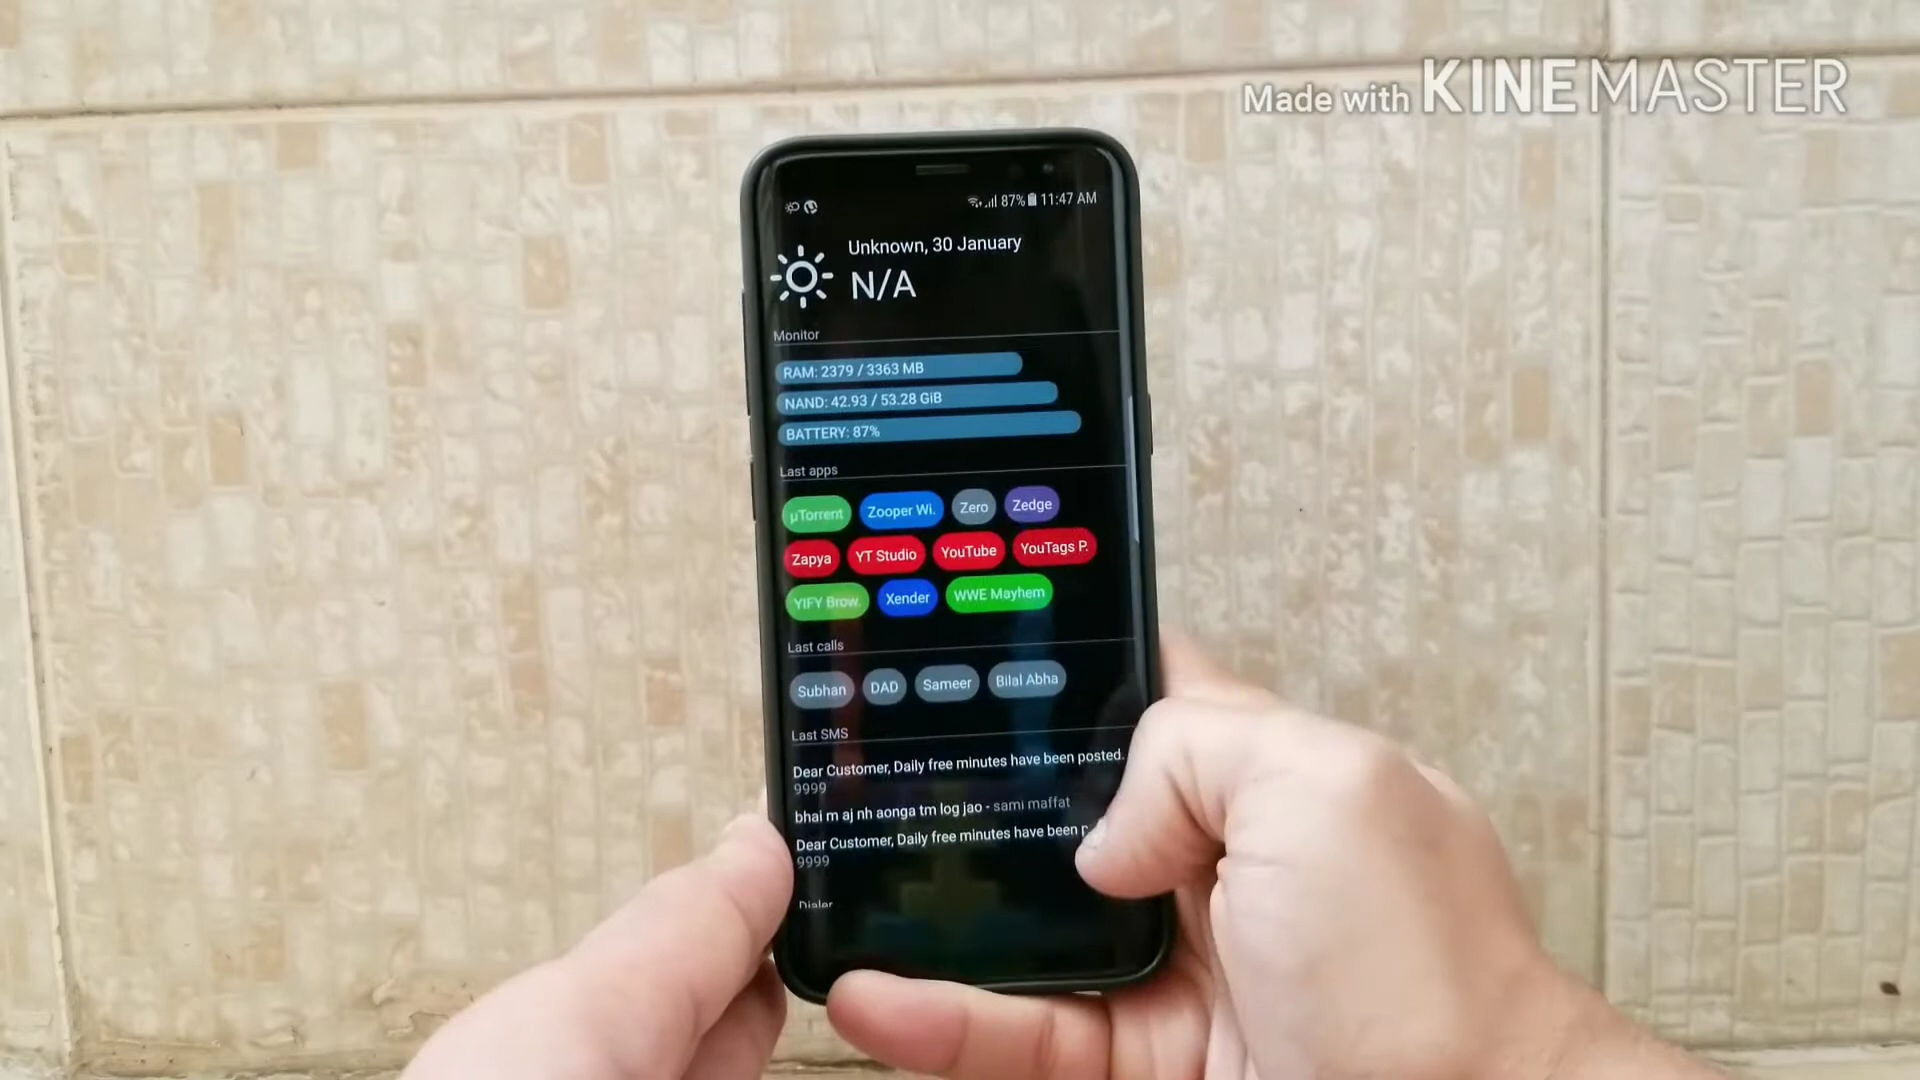 Made with KINEMASTER
87% 11:47 AM
Unknown, 30 January
N/A
Monitor
RAM: 2379 / 3363 MB
NAND: 42.93 / 53.28 GiB
BATTERY: 87%
Last apps
µTorrent Zooper Wi. Zero Zedge
Zapya YT Studio YouTube YouTags P.
YIFY Brow. Xender WWE Mayhem
Last calls
Subhan DAD Sameer Bilal Abha
Last SMS
Dear Customer, Daily free minutes have been posted.
9999
bhai m aj nh aonga tm log jao - sami maffat
Dear Customer, Daily free minutes have been
9999
Dialer